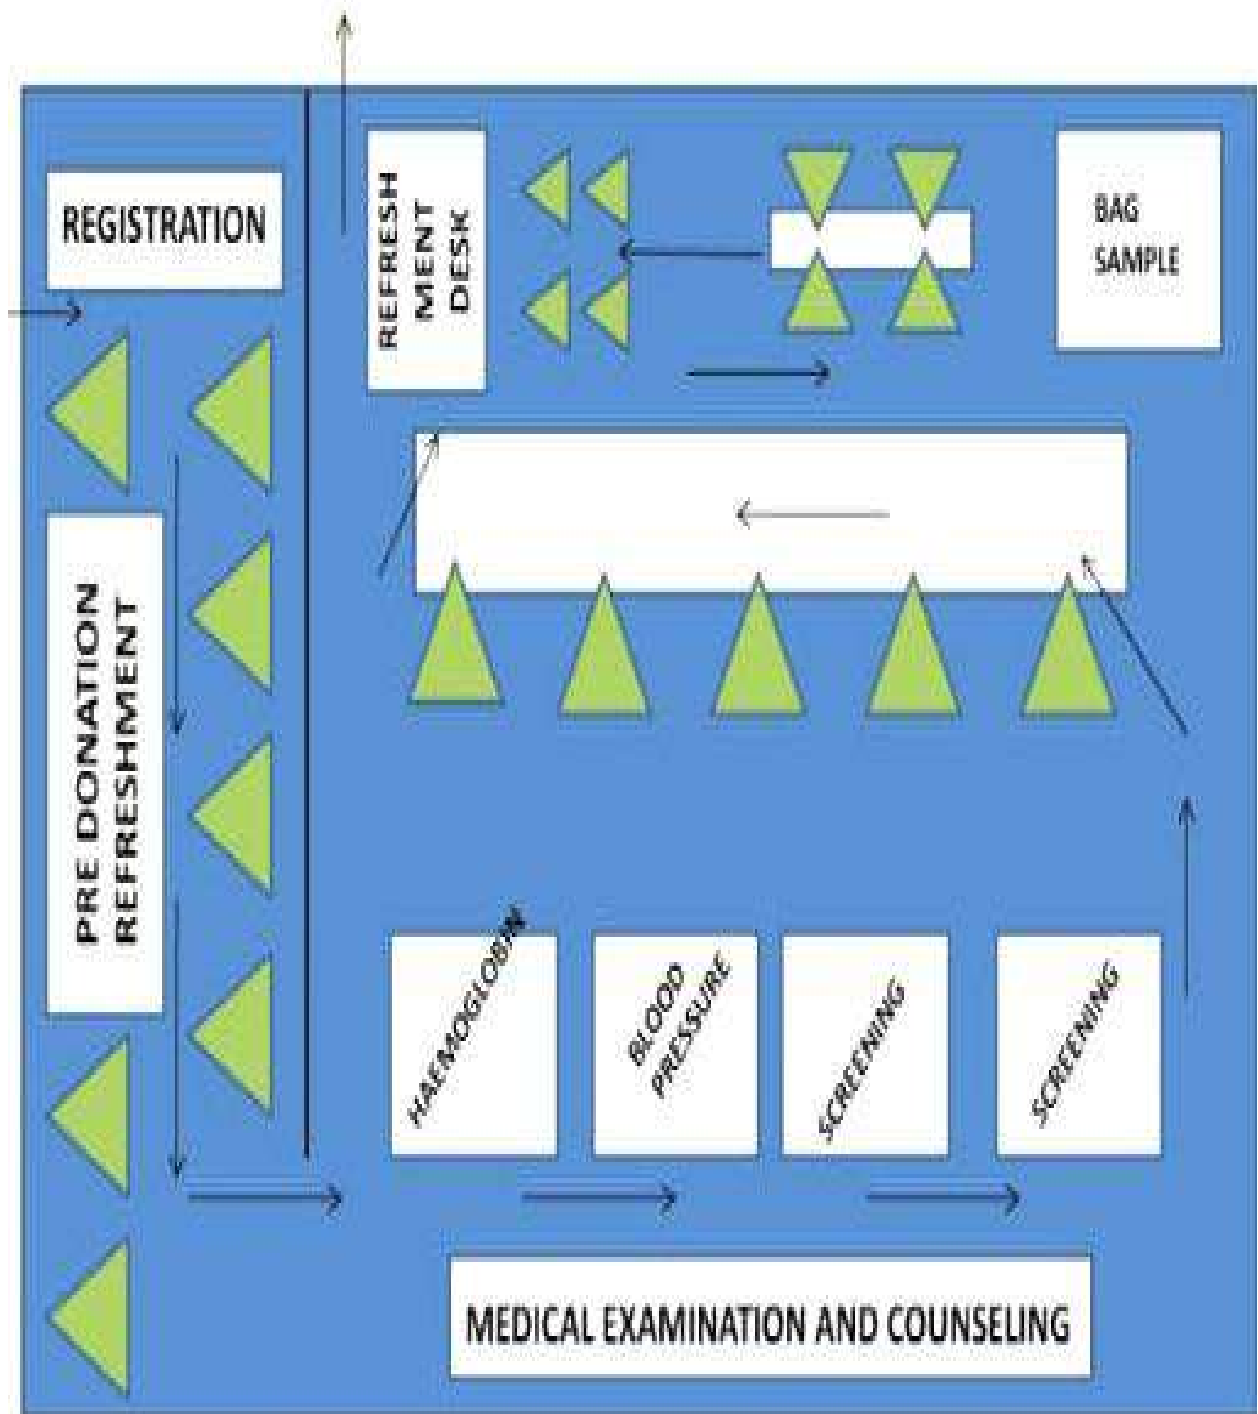 REGISTRATION
PRE DONATION
REFRESHMENT
REFRESH
MENT
DESK
BAG
SAMPLE
HAEMOGLOBIN
BLOOD
PRESSURE
SCREENING
SCREENING
MEDICAL EXAMINATION AND COUNSELING